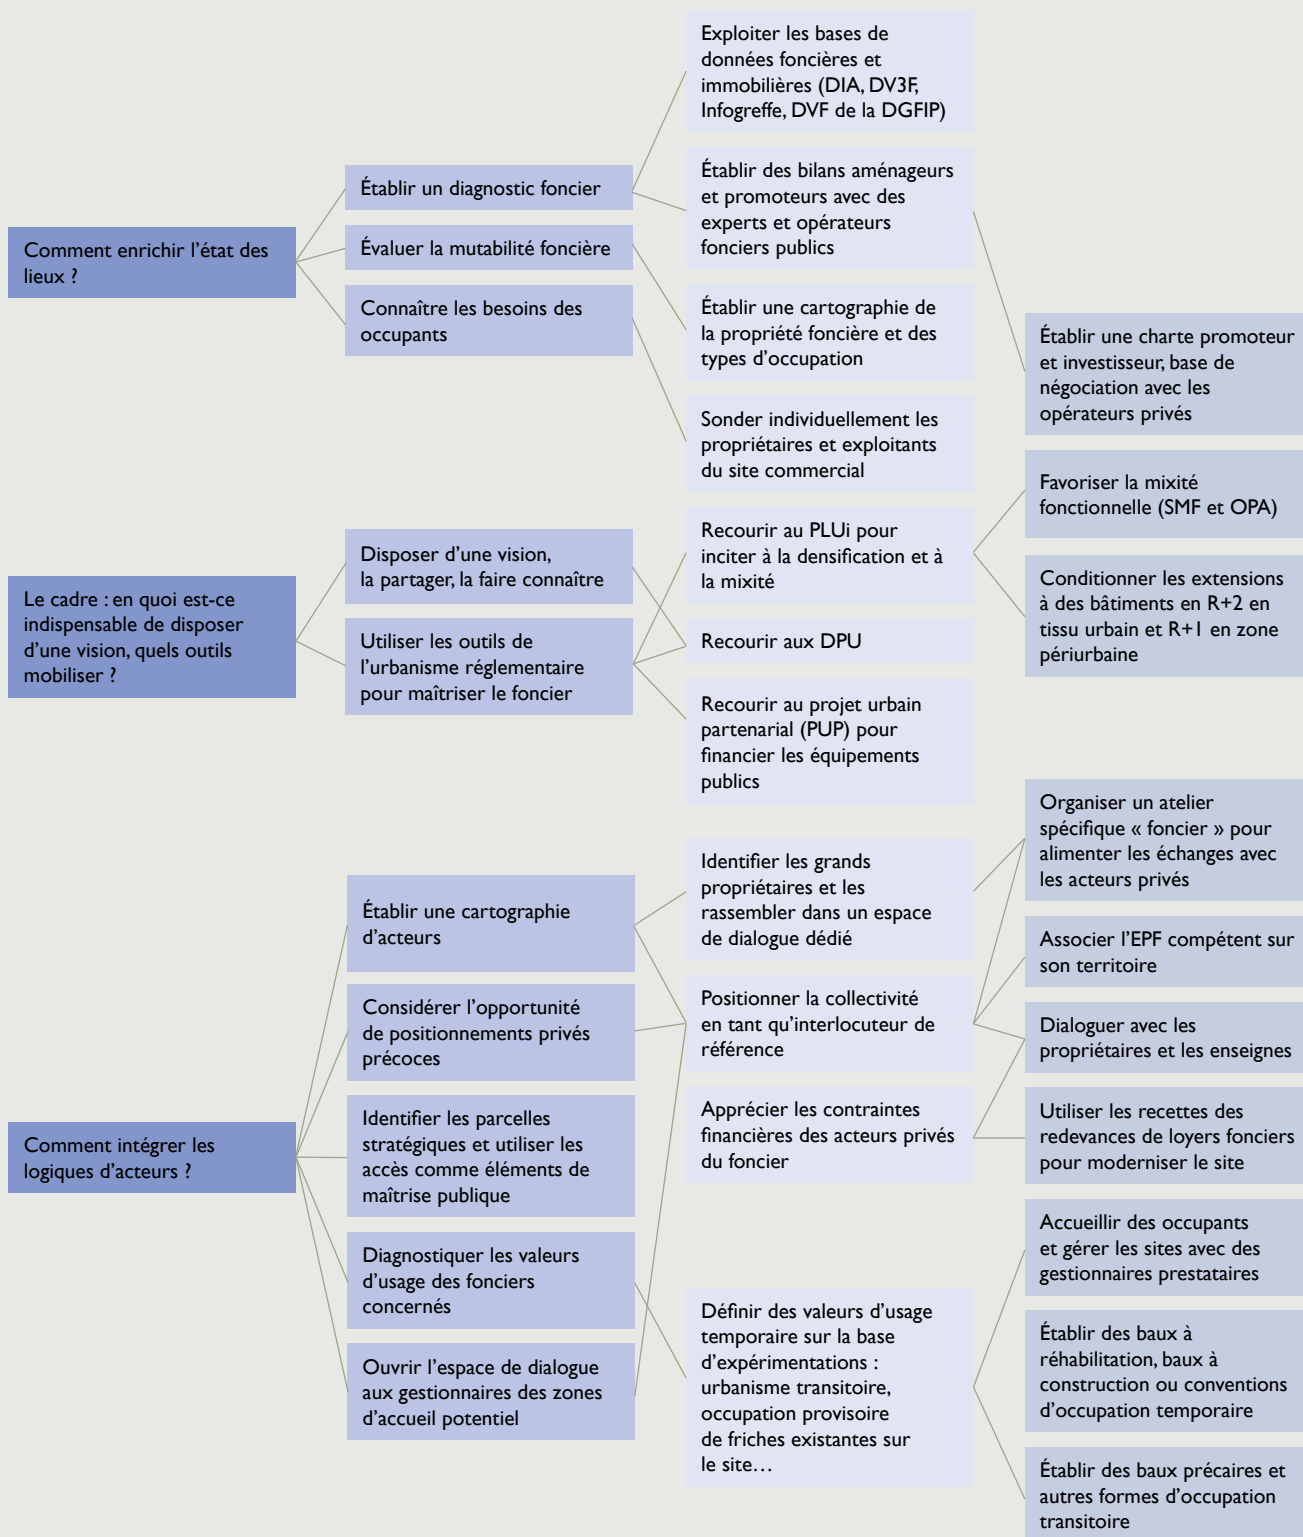 Comment enrichir l’état des
lieux ?
Établir un diagnostic foncier
Évaluer la mutabilité foncière
Connaître les besoins des
occupants
Exploiter les bases de
données foncières et
immobilières (DIA, DV3F,
Infogreffe, DVF de la DGFIP)
Établir des bilans aménageurs
et promoteurs avec des
experts et opérateurs
fonciers publics
Établir une cartographie de
la propriété foncière et des
types d’occupation
Sonder individuellement les
propriétaires et exploitants
du site commercial
Établir une charte promoteur
et investisseur, base de
négociation avec les
opérateurs privés
Le cadre : en quoi est-ce
indispensable de disposer
d’une vision, quels outils
mobiliser ?
Disposer d’une vision,
la partager, la faire connaître
Utiliser les outils de
l’urbanisme réglementaire
pour maîtriser le foncier
Recourir au PLUi pour
inciter à la densification et à
la mixité
Recourir aux DPU
Recourir au projet urbain
partenarial (PUP) pour
financier les équipements
publics
Favoriser la mixité
fonctionnelle (SMF et OPA)
Conditionner les extensions
à des bâtiments en R+2 en
tissu urbain et R+1 en zone
périurbaine
Comment intégrer les
logiques d’acteurs ?
Établir une cartographie
d’acteurs
Considérer l’opportunité
de positionnements privés
précoces
Identifier les parcelles
stratégiques et utiliser les
accès comme éléments de
maîtrise publique
Diagnostiquer les valeurs
d’usage des fonciers
concernés
Ouvrir l’espace de dialogue
aux gestionnaires des zones
d’accueil potentiel
Identifier les grands
propriétaires et les
rassembler dans un espace
de dialogue dédié
Positionner la collectivité
en tant qu’interlocuteur de
référence
Apprécier les contraintes
financières des acteurs privés
du foncier
Définir des valeurs d’usage
temporaire sur la base
d’expérimentations :
urbanisme transitoire,
occupation provisoire
de friches existantes sur
le site…
Organiser un atelier
spécifique « foncier » pour
alimenter les échanges avec
les acteurs privés
Associer l’EPF compétent sur
son territoire
Dialoguer avec les
propriétaires et les enseignes
Utiliser les recettes des
redevances de loyers fonciers
pour moderniser le site
Accueillir des occupants
et gérer les sites avec des
gestionnaires prestataires
Établir des baux à
réhabilitation, baux à
construction ou conventions
d’occupation temporaire
Établir des baux précaires et
autres formes d’occupation
transitoire